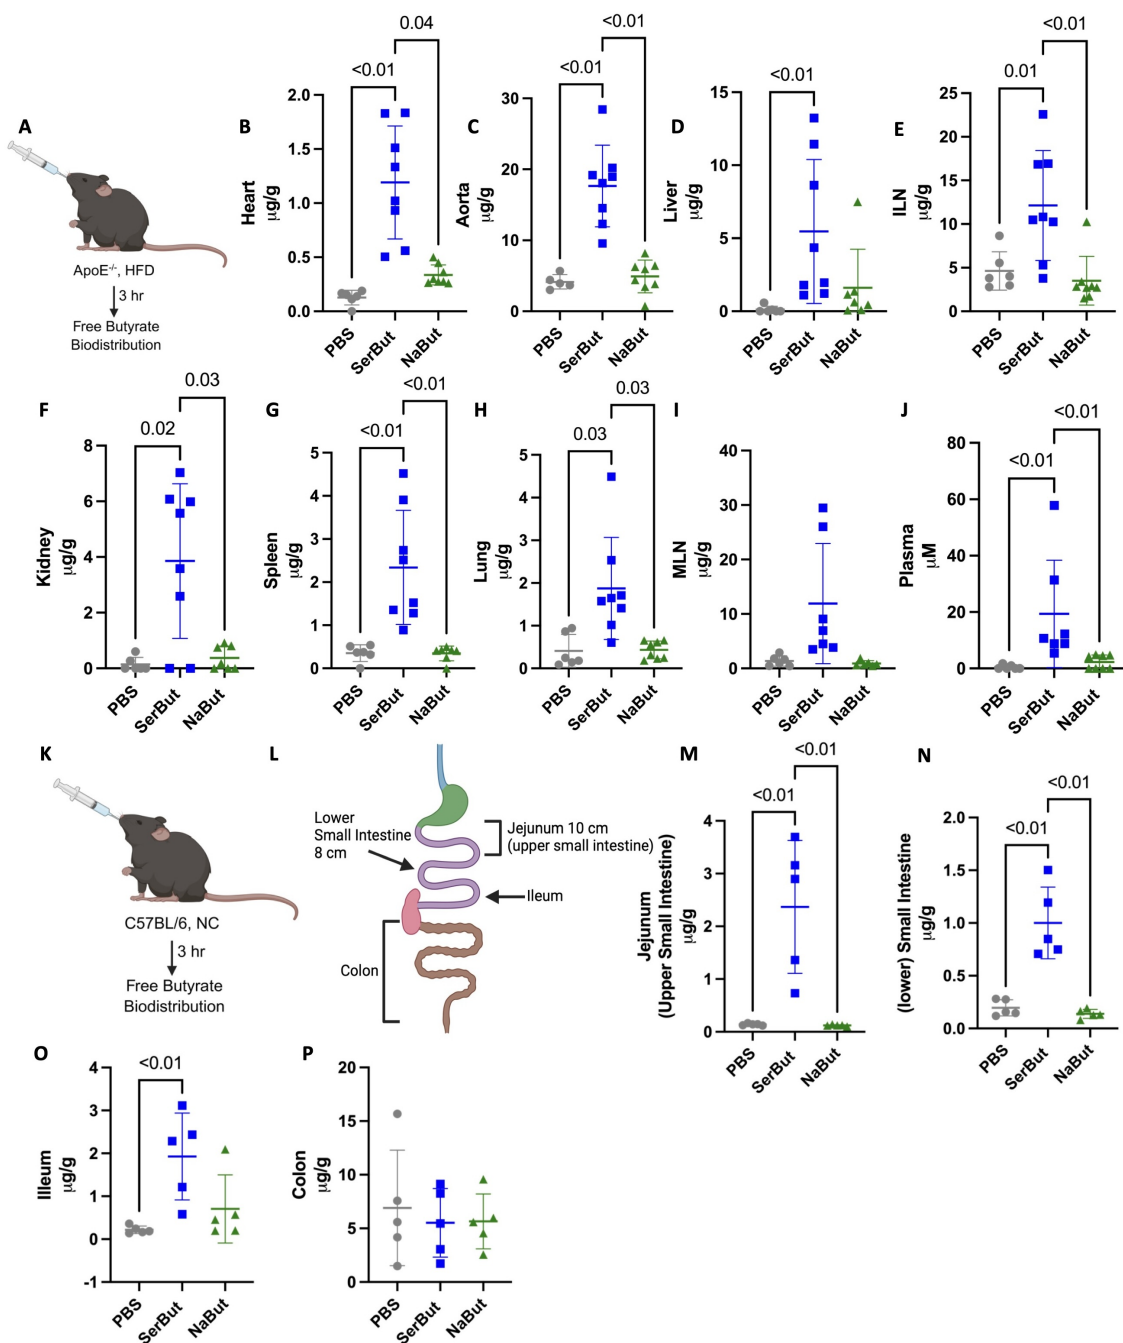 A
ApoE-/-, HFD
3 hr
Free Butyrate
Biodistribution
B
<0.01
0.04
Heart
µg/g
2.0
1.5
1.0
0.5
0.0
PBS
SerBut
NaBut
C
<0.01
<0.01
Aorta
µg/g
30
20
10
0
PBS
SerBut
NaBut
D
<0.01
Liver
µg/g
15
10
5
0
PBS
SerBut
NaBut
E
0.01
<0.01
ILN
µg/g
25
20
15
10
5
0
PBS
SerBut
NaBut
F
0.02
0.03
Kidney
µg/g
8
6
4
2
0
PBS
SerBut
NaBut
G
<0.01
<0.01
Spleen
µg/g
5
4
3
2
1
0
PBS
SerBut
NaBut
H
0.03
0.03
Lung
µg/g
5
4
3
2
1
0
PBS
SerBut
NaBut
I
MLN
µg/g
40
30
20
10
0
PBS
SerBut
NaBut
J
<0.01
<0.01
Plasma
µM
80
60
40
20
0
PBS
SerBut
NaBut
K
C57BL/6, NC
3 hr
Free Butyrate
Biodistribution
L
Lower
Small Intestine
8 cm
Jejunum 10 cm
(upper small intestine)
Ileum
Colon
M
<0.01
<0.01
Jejunum
(Upper Small Intestine)
µg/g
4
3
2
1
0
PBS
SerBut
NaBut
N
<0.01
<0.01
(lower) Small Intestine
µg/g
2.0
1.5
1.0
0.5
0.0
PBS
SerBut
NaBut
O
<0.01
Illeum
µg/g
4
3
2
1
0
-1
PBS
SerBut
NaBut
P
Colon
µg/g
20
15
10
5
0
PBS
SerBut
NaBut